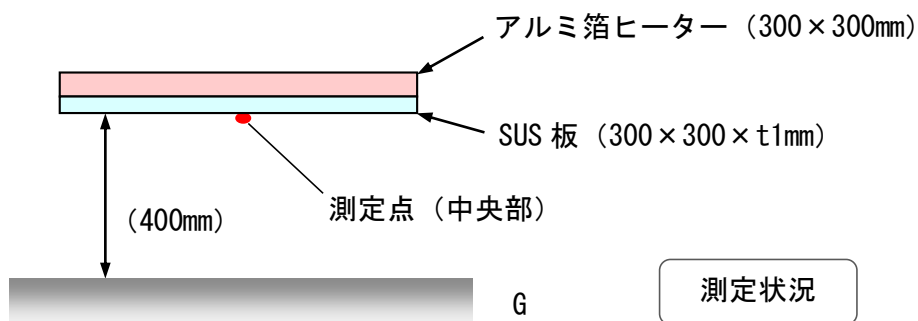 アルミ箔ヒーター（300×300㎜）
SUS 板（300×300×t1㎜）
測定点（中央部）
（400㎜）
G
測定状況